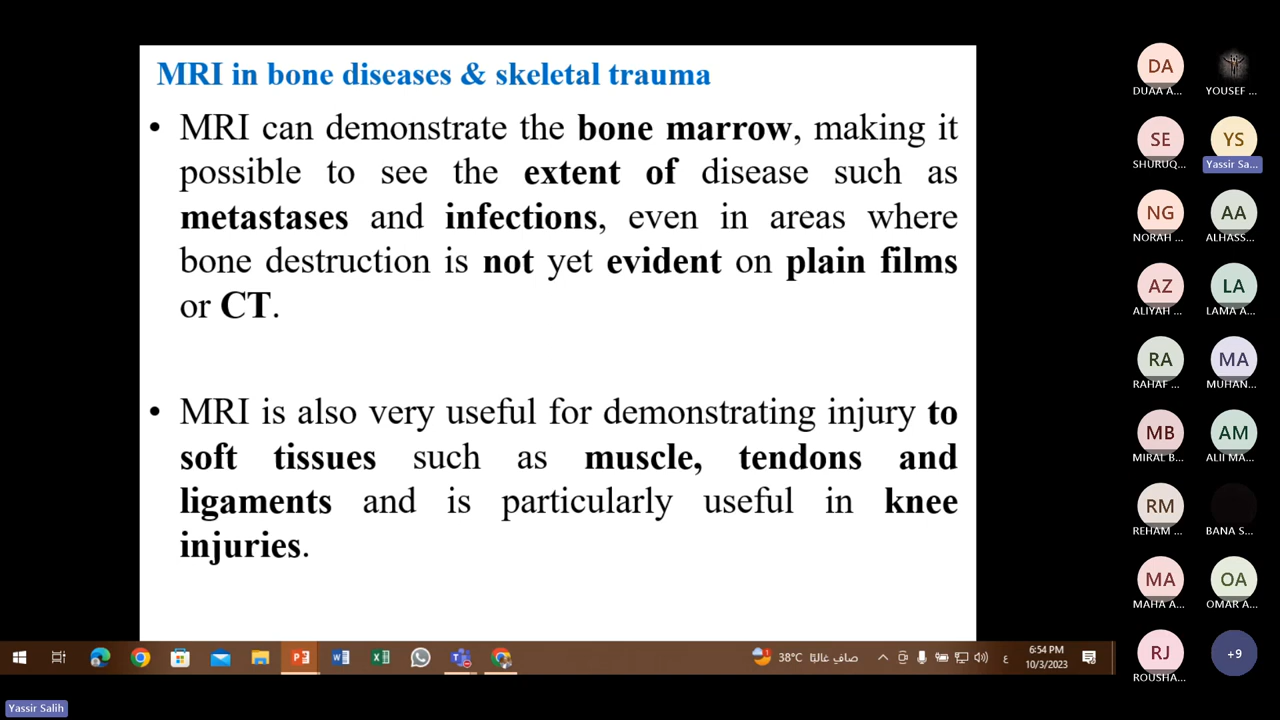 MRI in bone diseases & skeletal trauma
• MRI can demonstrate the bone marrow, making it
possible to see the extent of disease such as
metastases and infections, even in areas where
bone destruction is not yet evident on plain films
or CT.
• MRI is also very useful for demonstrating injury to
soft tissues such as muscle, tendons and
ligaments and is particularly useful in knee
injuries.
DA
DUAA A...
YOUSEF ...
SE
SHURUQ...
YS
Yassir Sa...
NG
NORAH ...
AA
ALHASS...
AZ
ALIYAH ...
LA
LAMA A...
RA
RAHAF ...
MA
MUHAN...
MB
MIRAL B...
AM
ALII MA...
RM
REHAM ...
BANA S...
MA
MAHA A...
OA
OMAR A...
RJ
ROUSHA...
+9
38°C صافي غالبًا
ع
6:54 PM
10/3/2023
Yassir Salih